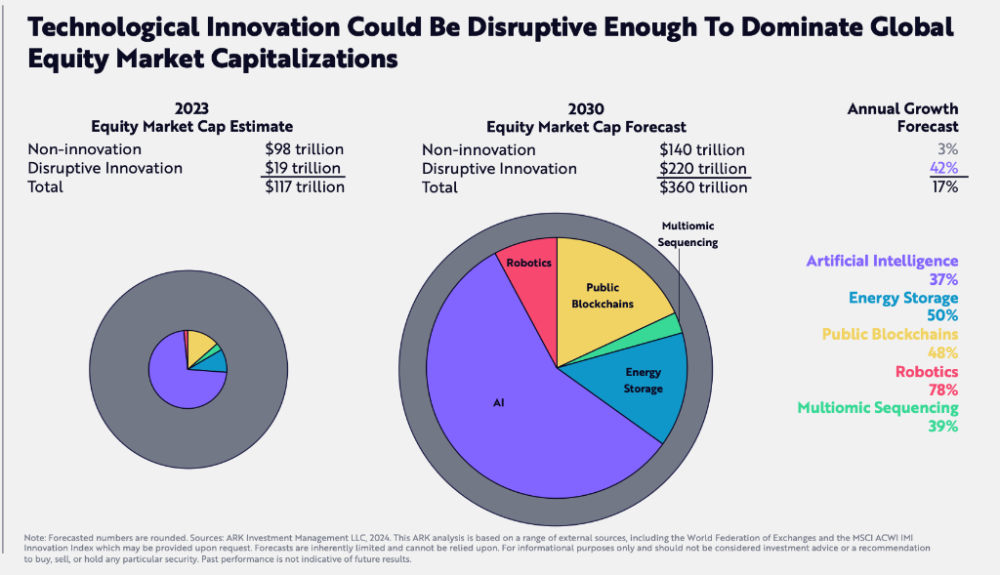 Technological Innovation Could Be Disruptive Enough To Dominate Global
Equity Market Capitalizations
2023
Equity Market Cap Estimate
Non-innovation $98 trillion
Disruptive Innovation $19 trillion
Total $117 trillion
2030
Equity Market Cap Forecast
Non-innovation $140 trillion
Disruptive Innovation $220 trillion
Total $360 trillion
Annual Growth
Forecast
3%
42%
17%
Multiomic
Sequencing
Robotics
Public
Blockchains
Energy
Storage
AI
Artificial Intelligence
37%
Energy Storage
50%
Public Blockchains
48%
Robotics
78%
Multiomic Sequencing
39%
Note: Forecasted numbers are rounded. Sources: ARK Investment Management LLC, 2024. This ARK analysis is based on a range of external sources, including the World Federation of Exchanges and the MSCI ACWI IMI
Innovation Index which may be provided upon request. Forecasts are inherently limited and cannot be relied upon. For informational purposes only and should not be considered investment advice or a recommendation
to buy, sell, or hold any particular security. Past performance is not indicative of future results.